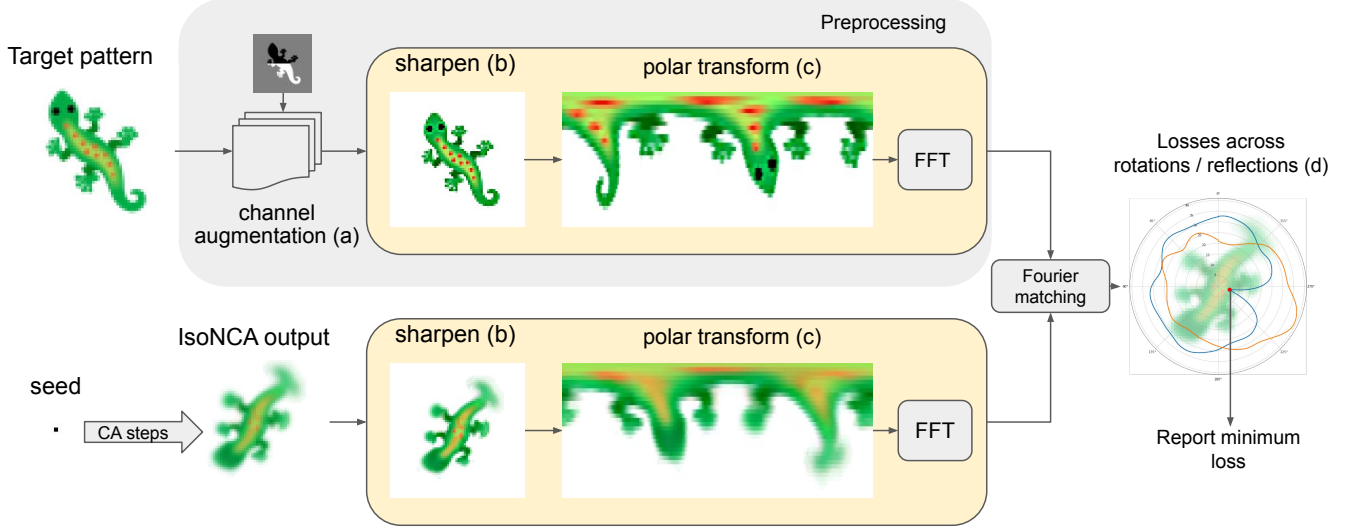 Preprocessing
Target pattern
sharpen (b)
polar transform (c)
FFT
channel
augmentation (a)
Losses across
rotations / reflections (d)
Fourier
matching
IsoNCA output
sharpen (b)
polar transform (c)
seed
CA steps
FFT
Report minimum
loss